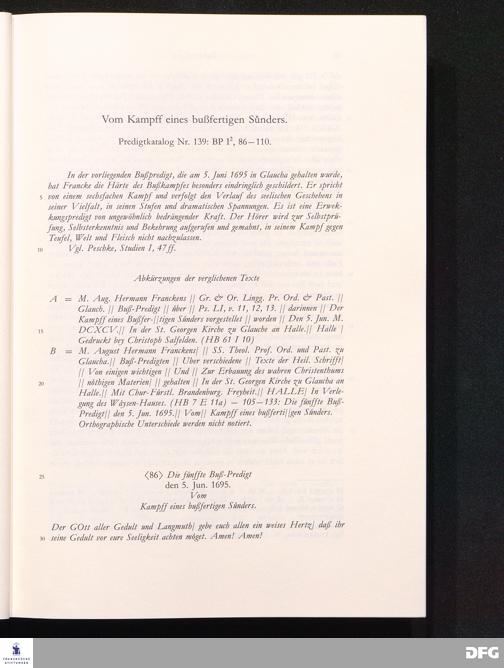 Vom Kampff eines bußfertigen Sünders.
Predigtkatalog Nr. 139: BP I², 86—110.
In der vorliegenden Bußpredigt, die am 5. Juni 1695 in Glaucha gehalten wurde,
hat Francke die Härte des Bußkampfes besonders eindringlich geschildert. Er spricht
5 von einem sechsfachen Kampf und verfolgt den Verlauf des seelischen Geschehens in
seiner Vielfalt, in seinen Stufen und dramatischen Spannungen. Es ist eine Erwek-
kungspredigt von ungewöhnlich bedrängender Kraft. Der Hörer wird zur Selbstprü-
fung, Selbsterkenntnis und Bekehrung aufgerufen und gemahnt, in seinem Kampf gegen
Teufel, Welt und Fleisch nicht nachzulassen.
10 Vgl. Peschke, Studien I, 47 ff.
Abkürzungen der verglichenen Texte
A = M. Aug. Hermann Franckens || Gr. & Or. Lingg. Pr. Ord. & Past. ||
Glauch. || Buß-Predigt || über || Ps. LI, v. 11, 12, 13. || darinnen || Der
Kampff eines Bußfer-||tigen Sünders vorgestellet || worden || Den 5. Jun. M.
15 DCXCV.|| In der St. Georgen Kirche zu Glauche an Halle.|| Halle |
Gedruckt bey Christoph Salfelden. (HB 61 I 10)
B = M. August Hermann Franckens|| SS. Theol. Prof. Ord. und Past. zu
Glaucha.|| Buß-Predigten || Uber verschiedene || Texte der Heil. Schrifft||
|| Von einigen wichtigen || Und || Zur Erbauung des wahren Christenthums
20 || nöthigen Materien| || gehalten || In der St. Georgen Kirche zu Glaucha an
Halle.|| Mit Chur-Fürstl. Brandenburg. Freyheit.|| HALLE| In Verle-
gung des Wäysen-Hauses. (HB 7 E 11a) — 105—133: Die fünffte Buß-
Predigt|| den 5. Jun. 1695.|| Vom|| Kampff eines bußferti||gen Sünders.
Orthographische Unterschiede werden nicht notiert.
25 ⟨86⟩ Die fünffte Buß-Predigt
den 5. Jun. 1695.
Vom
Kampff eines bußfertigen Sünders.
Der GOtt aller Gedult und Langmuth| gebe euch allen ein weises Hertz| daß ihr
30 seine Gedult vor eure Seeligkeit achten möget. Amen! Amen!
FRANCKESCHE
STIFTUNGEN
DFG